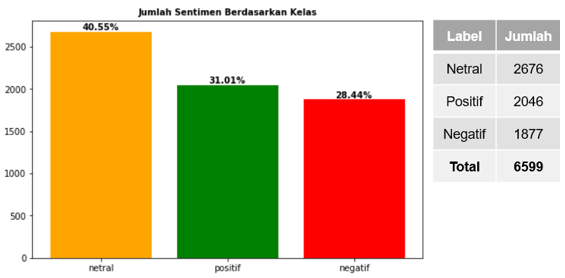 Jumlah Sentimen Berdasarkan Kelas
40.55%
31.01%
28.44%
2500
2000
1500
1000
500
0
netral positif negatif
Label Jumlah
Netral 2676
Positif 2046
Negatif 1877
Total 6599